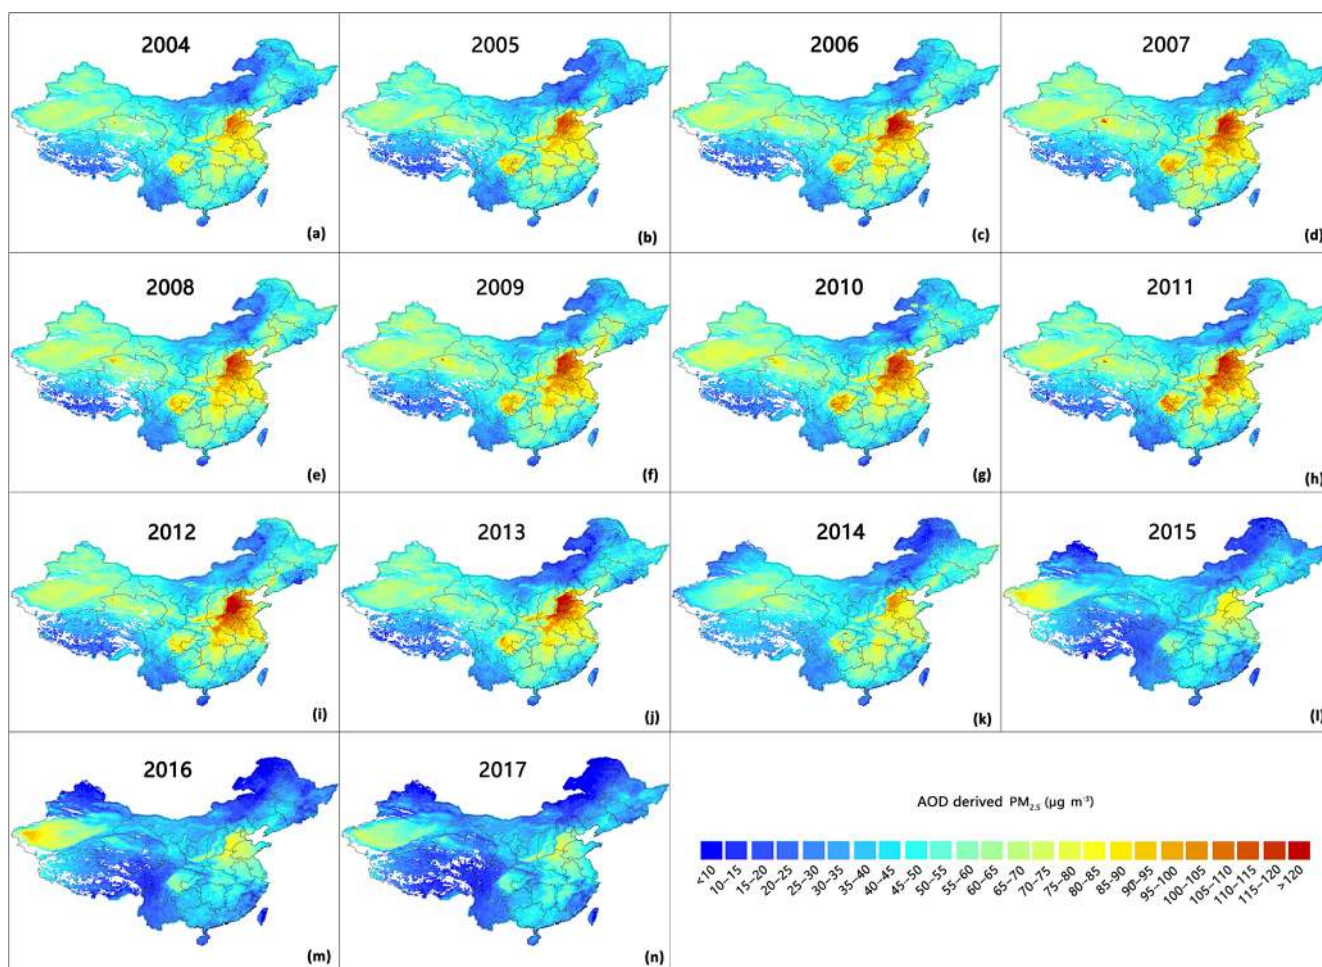 2004
2005
2006
2007
(a)
(b)
(c)
(d)
2008
2009
2010
2011
(e)
(f)
(g)
(h)
2012
2013
2014
2015
(i)
(j)
(k)
(l)
2016
2017
AOD derived PM2.5 (µg m⁻³)
<10
10–15
15–20
20–25
25–30
30–35
35–40
40–45
45–50
50–55
55–60
60–65
65–70
70–75
75–80
80–85
85–90
90–95
95–100
100–105
105–110
110–115
115–120
>120
(m)
(n)